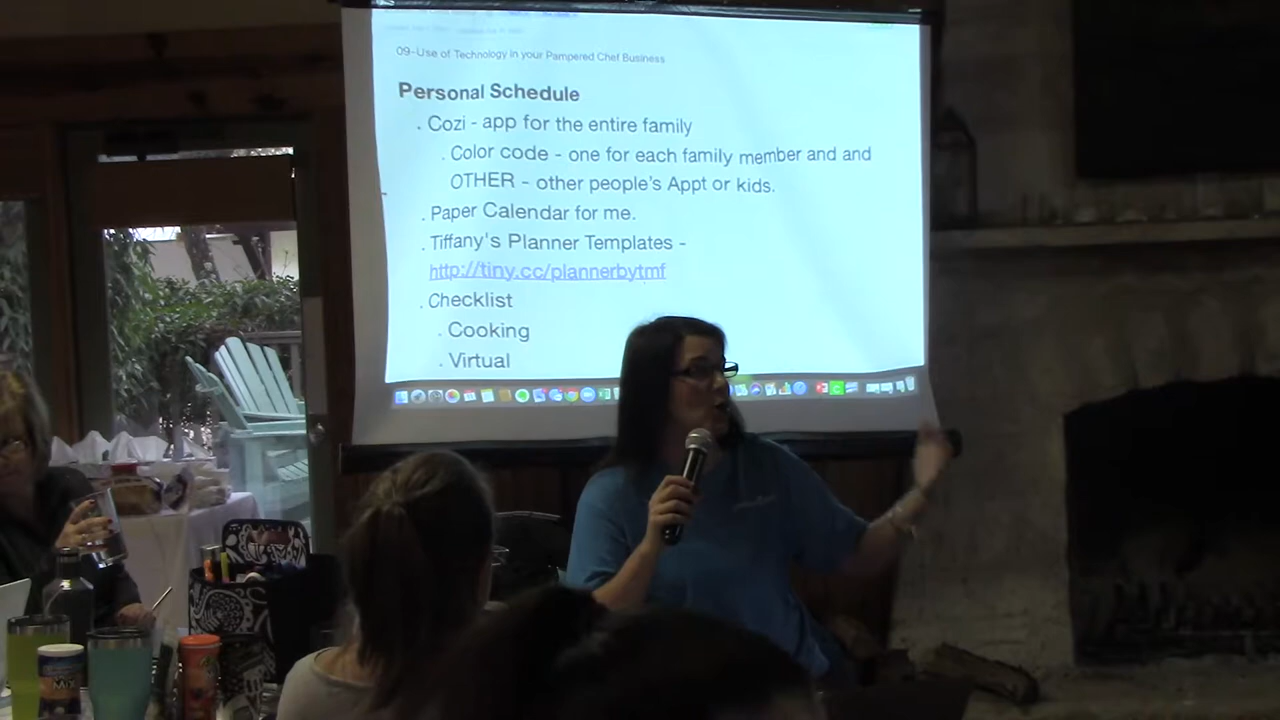 09-Use of Technology in your Pampered Chef Business
Personal Schedule
. Cozi - app for the entire family
. Color code - one for each family member and and
OTHER - other people's Appt or kids.
. Paper Calendar for me.
. Tiffany's Planner Templates -
http://tiny.cc/plannerbytmf
. Checklist
. Cooking
. Virtual
MIX